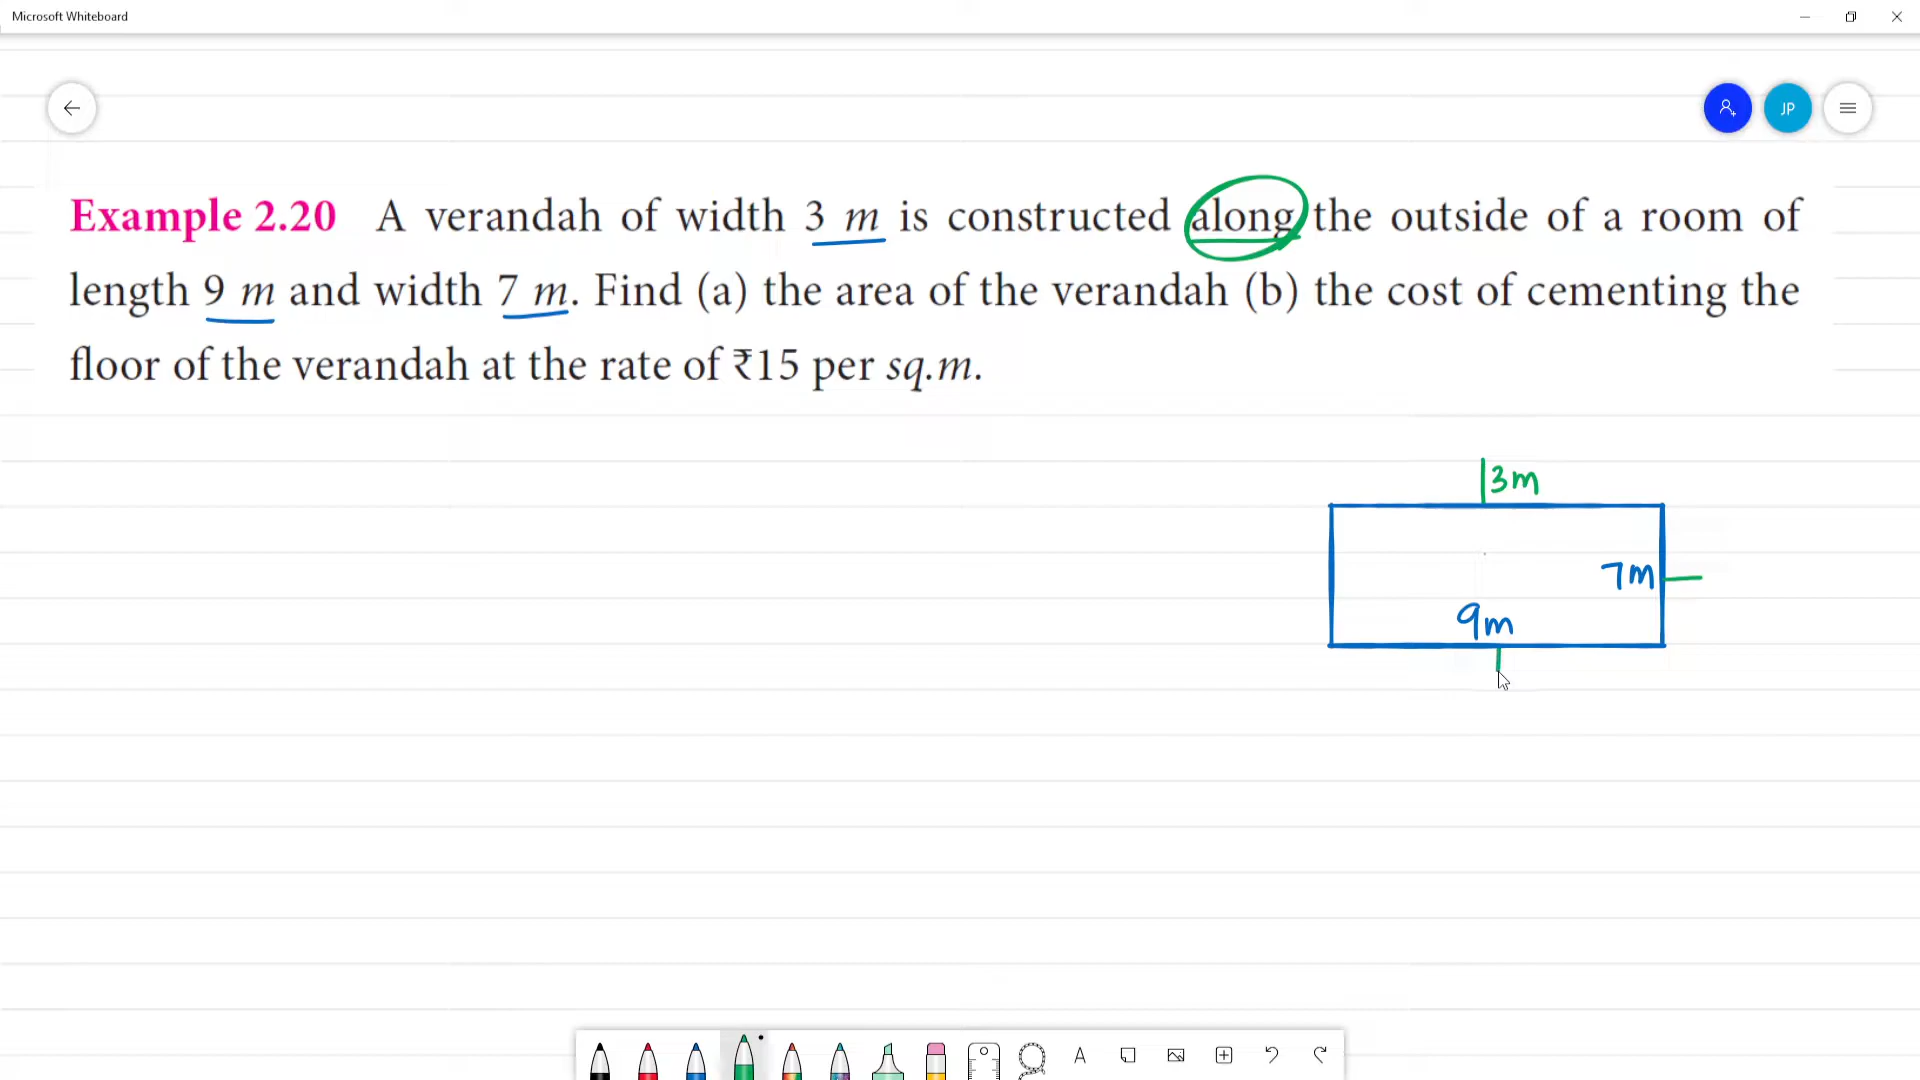 Microsoft Whiteboard
JP
Example 2.20 A verandah of width 3 m is constructed along the outside of a room of
length 9 m and width 7 m. Find (a) the area of the verandah (b) the cost of cementing the
floor of the verandah at the rate of ₹15 per sq.m.
3m
7m
9m
A